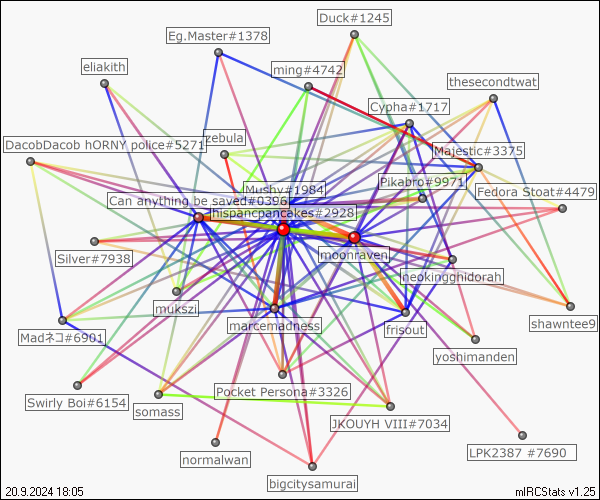 Duck#1245
Eg.Master#1378
eliakith
ming#4742
thesecondtwat
Cypha#1717
DacobDacob hORNY police#5271
zebula
Majestic#3375
Pikabro#9971
Mushy#1984
Fedora Stoat#4479
Can anything be saved#0396
hispancpancakes#2928
moonraven
Silver#7938
neokingghidorah
mukszi
marcemadness
frisout
shawntee9
Madネコ#6901
yoshimanden
Pocket Persona#3326
Swirly Boi#6154
somass
JKOUYH VIII#7034
normalwan
LPK2387 #7690
bigcitysamurai
20.9.2024 18:05
mIRCStats v1.25